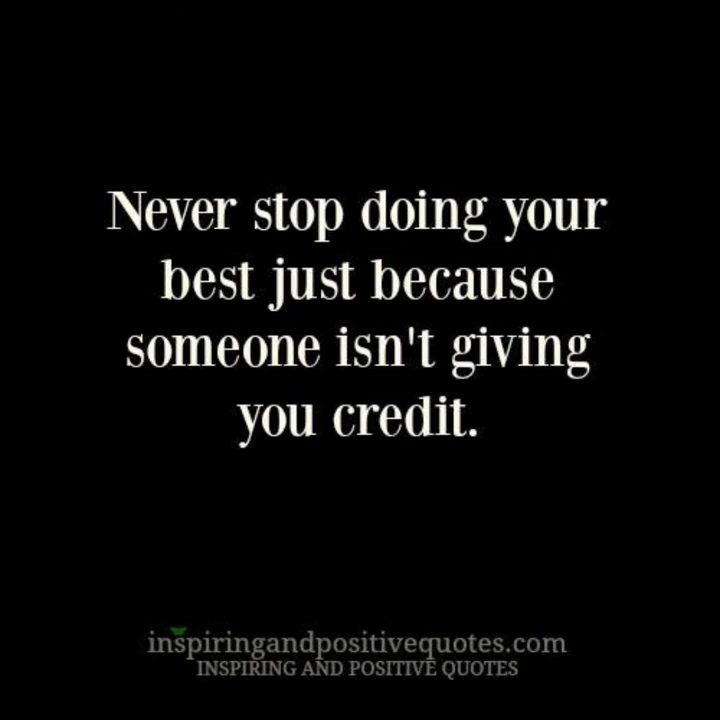 Never stop doing your
best just because
someone isn't giving
you credit.
inspiringandpositivequotes.com
INSPIRING AND POSITIVE QUOTES